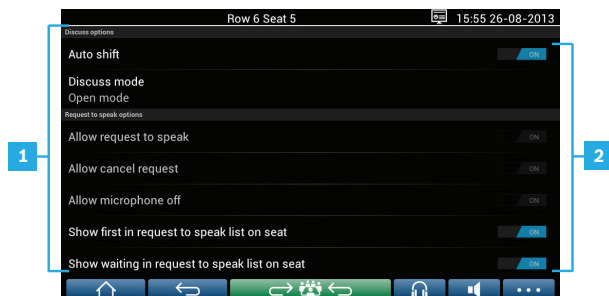 Row 6 Seat 5 15:55 26-08-2013
Discuss options
Auto shift ON
Discuss mode
Open mode
Request to speak options
1
Allow request to speak ON
2
Allow cancel request ON
Allow microphone off ON
Show first in request to speak list on seat ON
Show waiting in request to speak list on seat ON